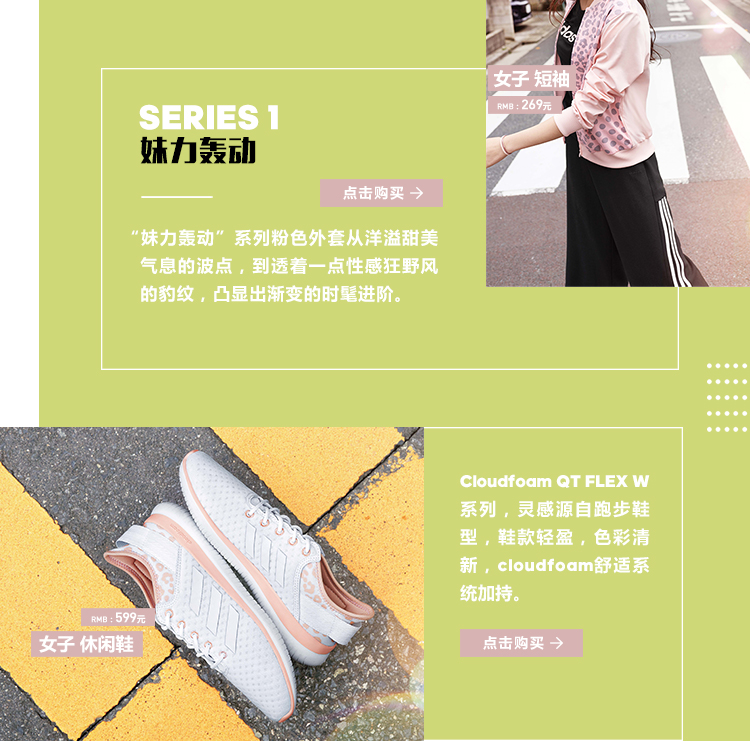 女子 短袖
RMB : 269元
SERIES 1
妹力轰动
点击购买 →
“妹力轰动”系列粉色外套从洋溢甜美
气息的波点，到透着一点性感狂野风
的豹纹，凸显出渐变的时髦进阶。
Cloudfoam QT FLEX W
系列，灵感源自跑步鞋
型，鞋款轻盈，色彩清
新，cloudfoam舒适系
统加持。
RMB : 599元
女子 休闲鞋
点击购买 →